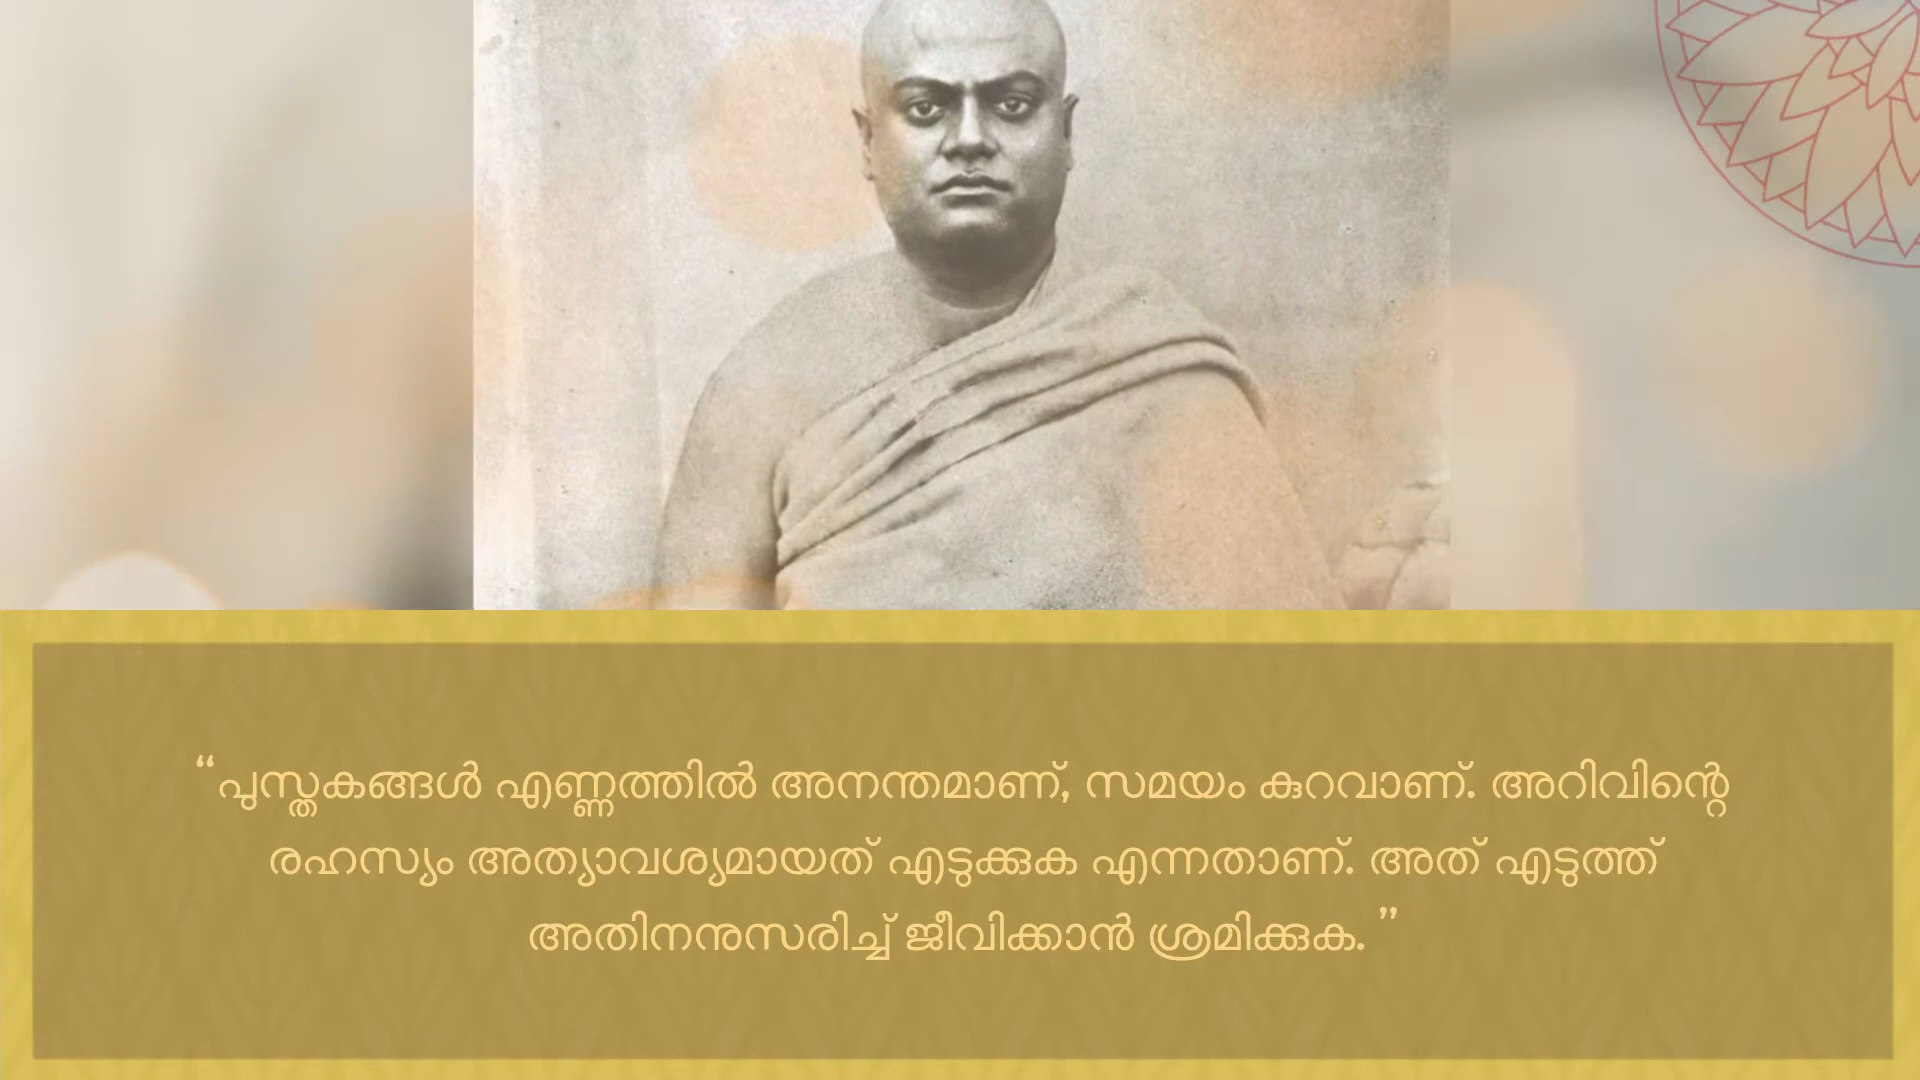 “പുസ്തകങ്ങൾ എണ്ണത്തിൽ അനന്തമാണ്, സമയം കുറവാണ്. അറിവിന്റെ
രഹസ്യം അത്യാവശ്യമായത് എടുക്കുക എന്നതാണ്. അത് എടുത്ത്
അതിനനുസരിച്ച് ജീവിക്കാൻ ശ്രമിക്കുക. ”